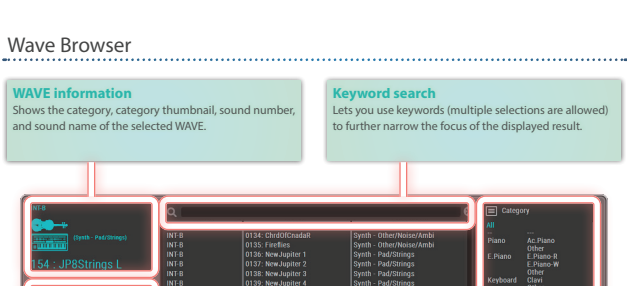 Wave Browser
WAVE information
Shows the category, category thumbnail, sound number,
and sound name of the selected WAVE.
Keyword search
Lets you use keywords (multiple selections are allowed)
to further narrow the focus of the displayed result.
INT-B
(Synth - Pad/Strings)
154 : JP8Strings L
INT-B 0134: ChrdOfCnadaR Synth - Other/Noise/Ambi
INT-B 0135: Fireflies Synth - Other/Noise/Ambi
INT-B 0136: NewJupiter 1 Synth - Pad/Strings
INT-B 0137: NewJupiter 2 Synth - Pad/Strings
INT-B 0138: NewJupiter 3 Synth - Pad/Strings
INT-B 0139: NewJupiter 4 Synth - Pad/Strings
Category
All
Piano Ac.Piano
Other
E.Piano E.Piano-R
E.Piano-W
Other
Keyboard Clavi